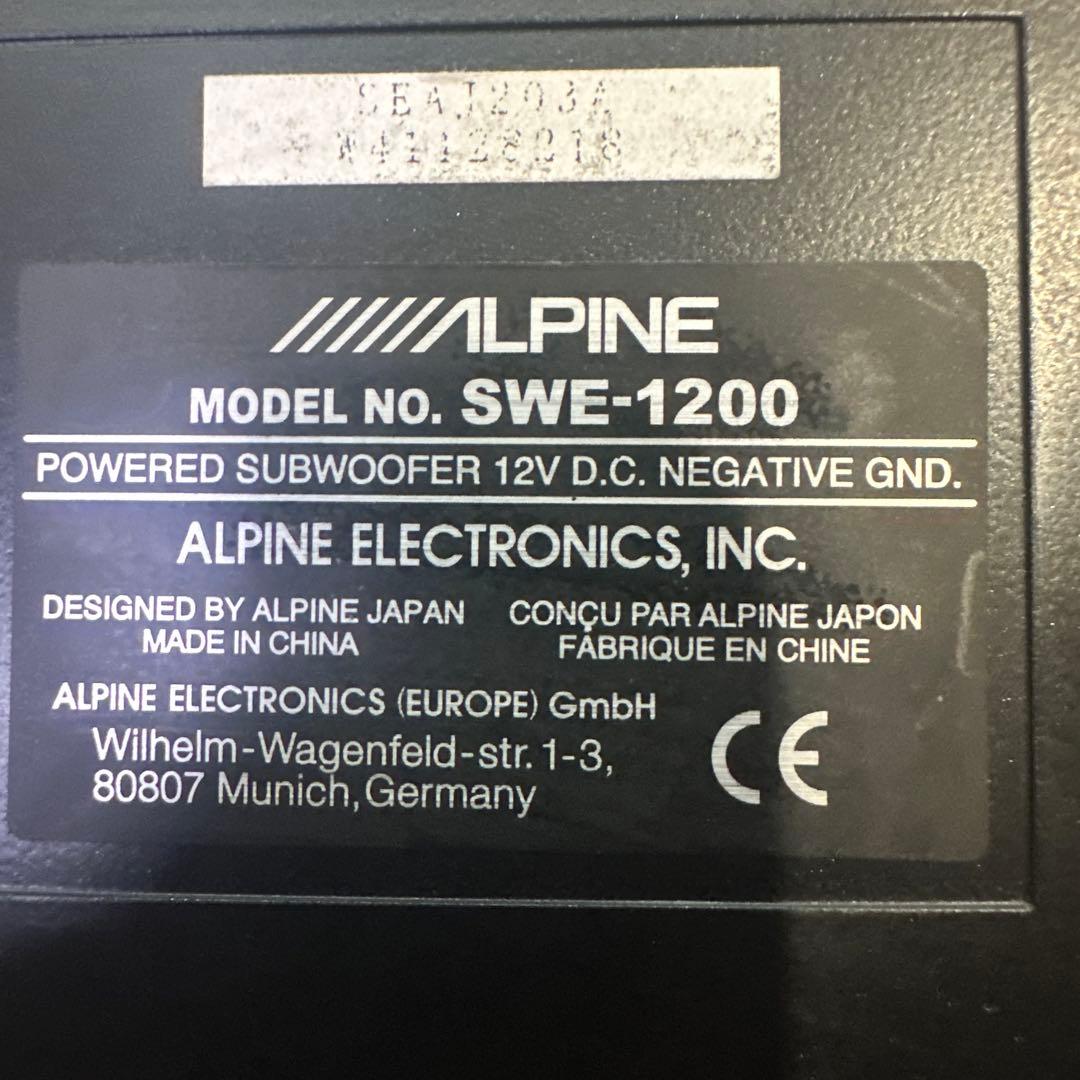 ALPINE
MODEL NO. SWE-1200
POWERED SUBWOOFER 12V D.C. NEGATIVE GND.
ALPINE ELECTRONICS, INC.
DESIGNED BY ALPINE JAPAN
MADE IN CHINA
CONÇU PAR ALPINE JAPON
FABRIQUE EN CHINE
ALPINE ELECTRONICS (EUROPE) GmbH
Wilhelm-Wagenfeld-str. 1-3,
80807 Munich, Germany
CE